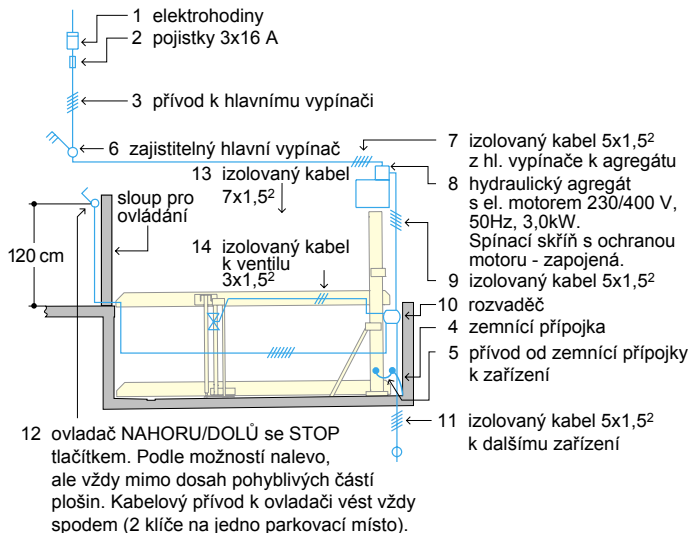 1 elektrohodiny
2 pojistky 3x16 A
3 přívod k hlavnímu vypínači
6 zajistitelný hlavní vypínač
7 izolovaný kabel 5x1,5²
z hl. vypínače k agregátu
13 izolovaný kabel
7x1,5²
8 hydraulický agregát
s el. motorem 230/400 V,
50Hz, 3,0kW.
Spínací skříň s ochranou
motoru - zapojená.
sloup pro
ovládání
14 izolovaný kabel
k ventilu
3x1,5²
120 cm
9 izolovaný kabel 5x1,5²
10 rozvaděč
4 zemnící přípojka
5 přívod od zemnící přípojky
k zařízení
11 izolovaný kabel 5x1,5²
k dalšímu zařízení
12 ovladač NAHORU/DOLŮ se STOP
tlačítkem. Podle možností nalevo,
ale vždy mimo dosah pohyblivých částí
plošin. Kabelový přívod k ovladači vést vždy
spodem (2 klíče na jedno parkovací místo).